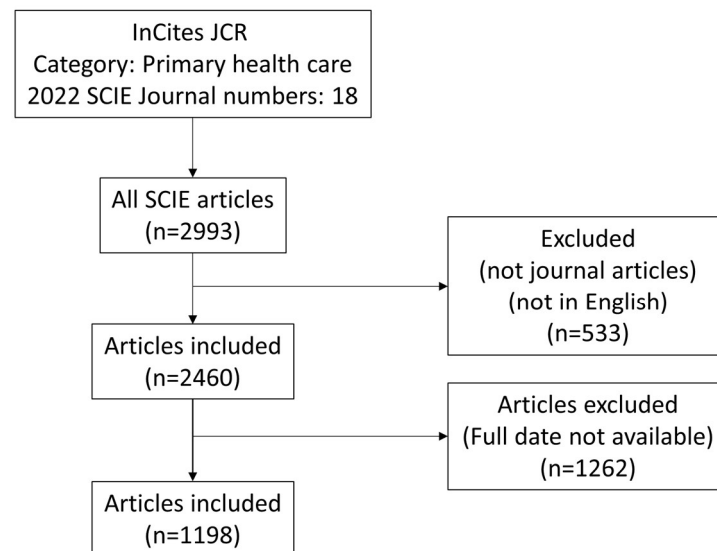 InCites JCR
Category: Primary health care
2022 SCIE Journal numbers: 18
All SCIE articles
(n=2993)
Excluded
(not journal articles)
(not in English)
(n=533)
Articles included
(n=2460)
Articles excluded
(Full date not available)
(n=1262)
Articles included
(n=1198)